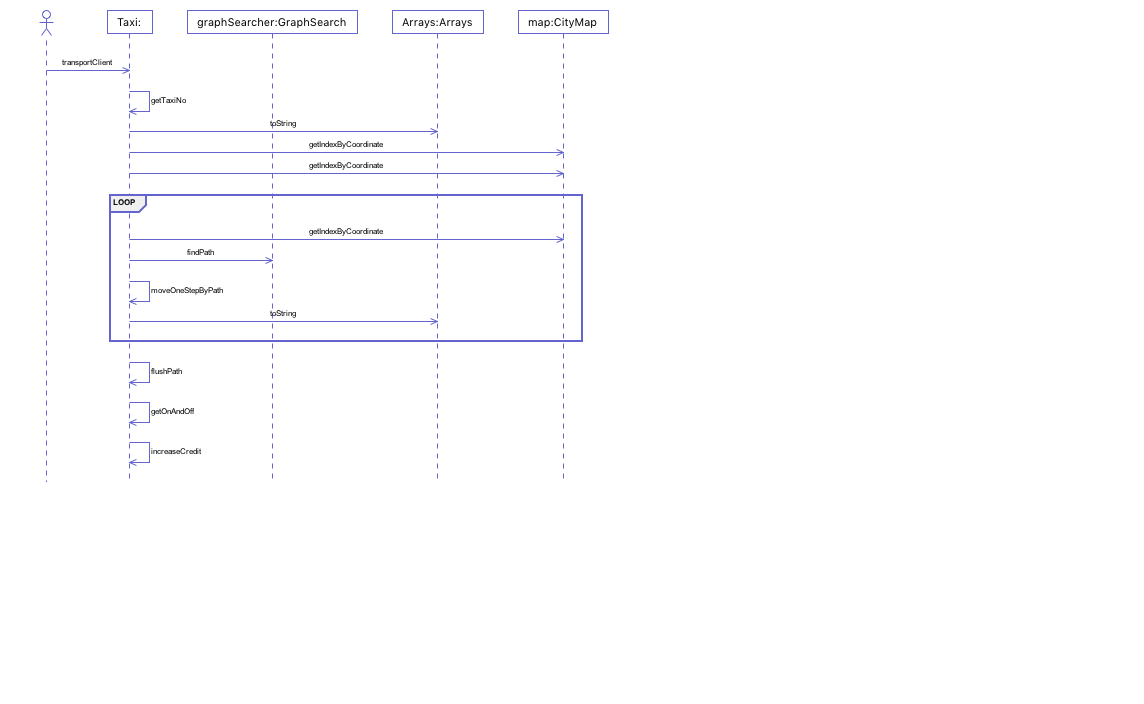 Taxi:
graphSearcher:GraphSearch
Arrays:Arrays
map:CityMap
transportClient
getTaxiNo
toString
getIndexByCoordinate
getIndexByCoordinate
LOOP
getIndexByCoordinate
findPath
moveOneStepByPath
toString
flushPath
getOnAndOff
increaseCredit